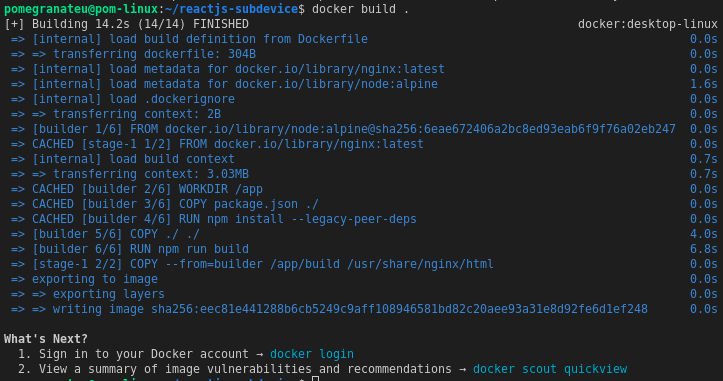 pomegranateu@pom-linux:~/reactjs-subdevice$ docker build .
[+] Building 14.2s (14/14) FINISHED docker:desktop-linux
=> [internal] load build definition from Dockerfile 0.0s
=> => transferring dockerfile: 304B 0.0s
=> [internal] load metadata for docker.io/library/nginx:latest 0.0s
=> [internal] load metadata for docker.io/library/node:alpine 1.6s
=> [internal] load .dockerignore 0.0s
=> => transferring context: 2B 0.0s
=> [builder 1/6] FROM docker.io/library/node:alpine@sha256:6eae672406a2bc8ed93eab6f9f76a02eb247 0.0s
=> CACHED [stage-1 1/2] FROM docker.io/library/nginx:latest 0.0s
=> [internal] load build context 0.7s
=> => transferring context: 3.03MB 0.7s
=> CACHED [builder 2/6] WORKDIR /app 0.0s
=> CACHED [builder 3/6] COPY package.json ./ 0.0s
=> CACHED [builder 4/6] RUN npm install --legacy-peer-deps 0.0s
=> [builder 5/6] COPY ./ ./ 4.0s
=> [builder 6/6] RUN npm run build 6.8s
=> [stage-1 2/2] COPY --from=builder /app/build /usr/share/nginx/html 0.0s
=> exporting to image 0.0s
=> => exporting layers 0.0s
=> => writing image sha256:eec81e441288b6cb5249c9aff108946581bd82c20aee93a31e8d92fe6d1ef248 0.0s
What's Next?
1. Sign in to your Docker account → docker login
2. View a summary of image vulnerabilities and recommendations → docker scout quickview